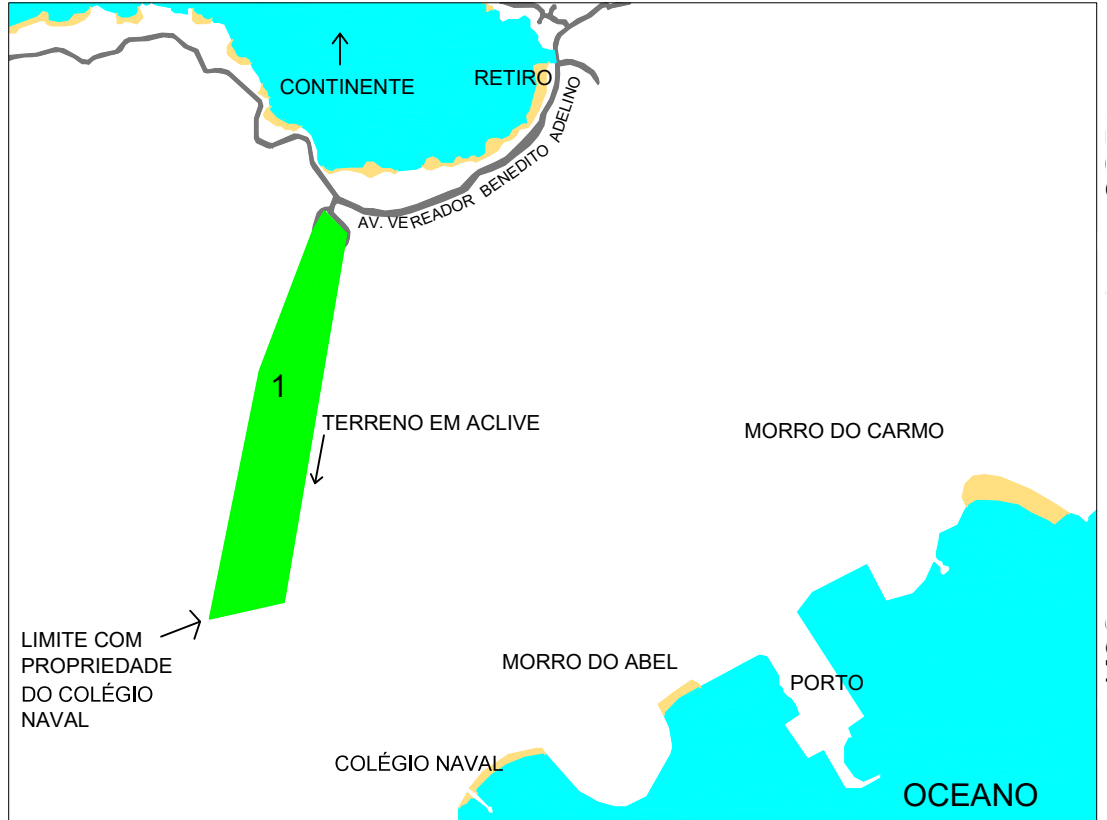 CONTINENTE
RETIRO
AV. VEREADOR BENEDITO ADELINO
1
TERRENO EM ACLIVE
MORRO DO CARMO
LIMITE COM
PROPRIEDADE
DO COLÉGIO
NAVAL
MORRO DO ABEL
PORTO
COLÉGIO NAVAL
OCEANO